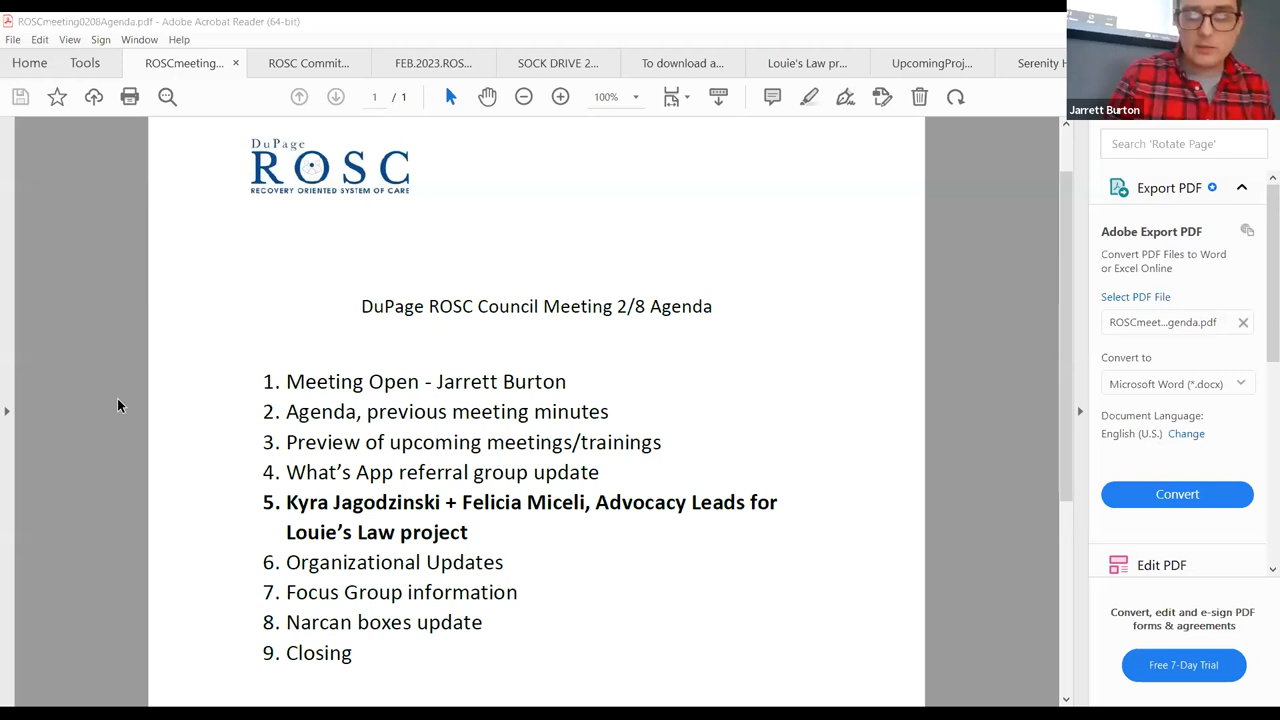 ROSCmeeting0208Agenda.pdf - Adobe Acrobat Reader (64-bit)
File Edit View Sign Window Help
Home Tools ROSCmeeting... × ROSC Commit... FEB.2023.ROS... SOCK DRIVE 2... To download a... Louie's Law pr... UpcomingProj... Serenity H
1 / 1 100%
Jarrett Burton
DuPage
ROSC
RECOVERY ORIENTED SYSTEM OF CARE
DuPage ROSC Council Meeting 2/8 Agenda
1. Meeting Open - Jarrett Burton
2. Agenda, previous meeting minutes
3. Preview of upcoming meetings/trainings
4. What's App referral group update
5. Kyra Jagodzinski + Felicia Miceli, Advocacy Leads for
Louie's Law project
6. Organizational Updates
7. Focus Group information
8. Narcan boxes update
9. Closing
Search 'Rotate Page'
Export PDF
Adobe Export PDF
Convert PDF Files to Word
or Excel Online
Select PDF File
ROSCmeet...genda.pdf
Convert to
Microsoft Word (*.docx)
Document Language:
English (U.S.) Change
Convert
Edit PDF
Convert, edit and e-sign PDF
forms & agreements
Free 7-Day Trial